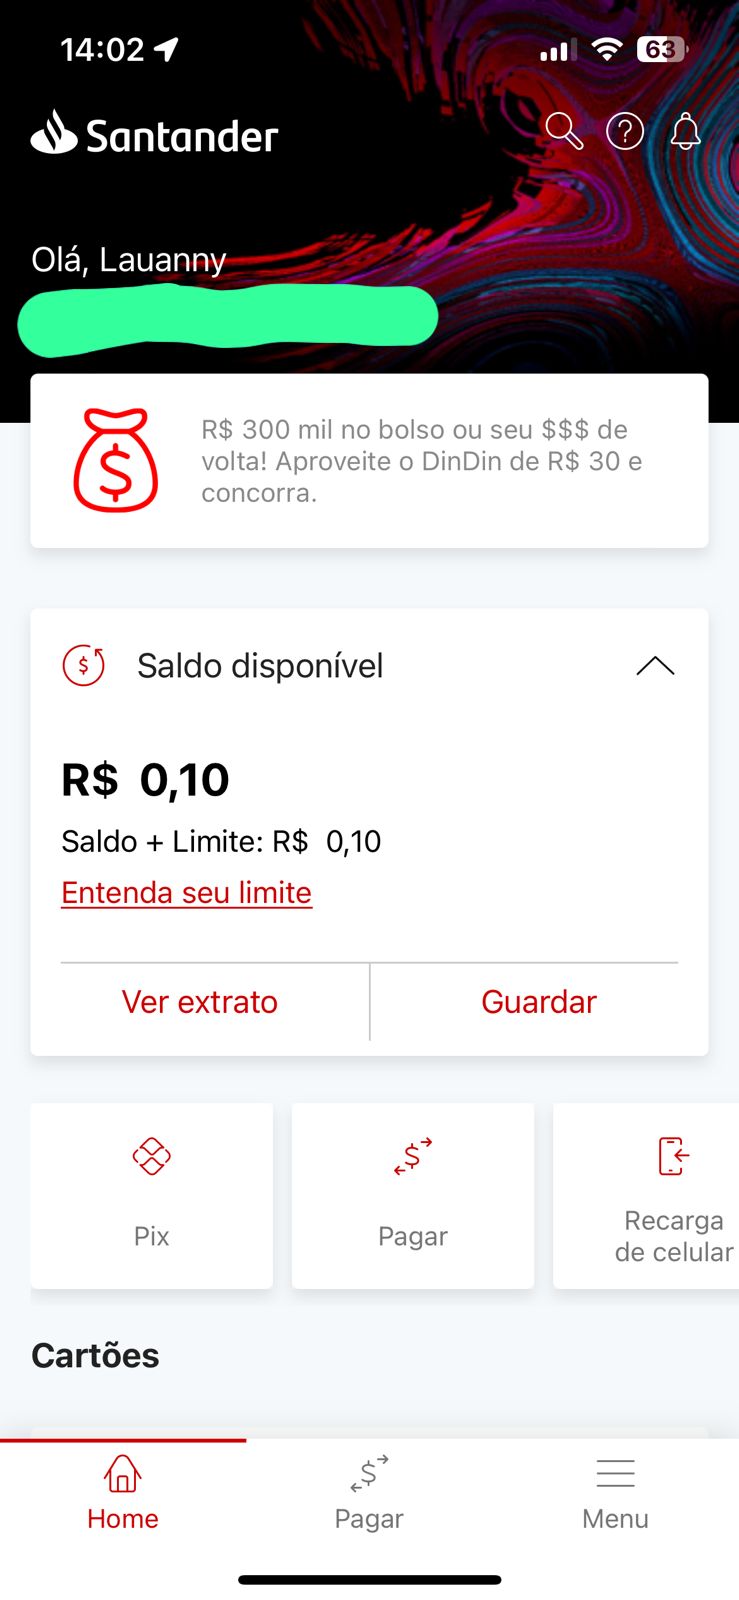 14:02
63
Santander
Olá, Lauanny
R$ 300 mil no bolso ou seu $$$ de
volta! Aproveite o DinDin de R$ 30 e
concorra.
Saldo disponível
R$ 0,10
Saldo + Limite: R$ 0,10
Entenda seu limite
Ver extrato
Guardar
Pix
Pagar
Recarga
de celular
Cartões
Home
Pagar
Menu